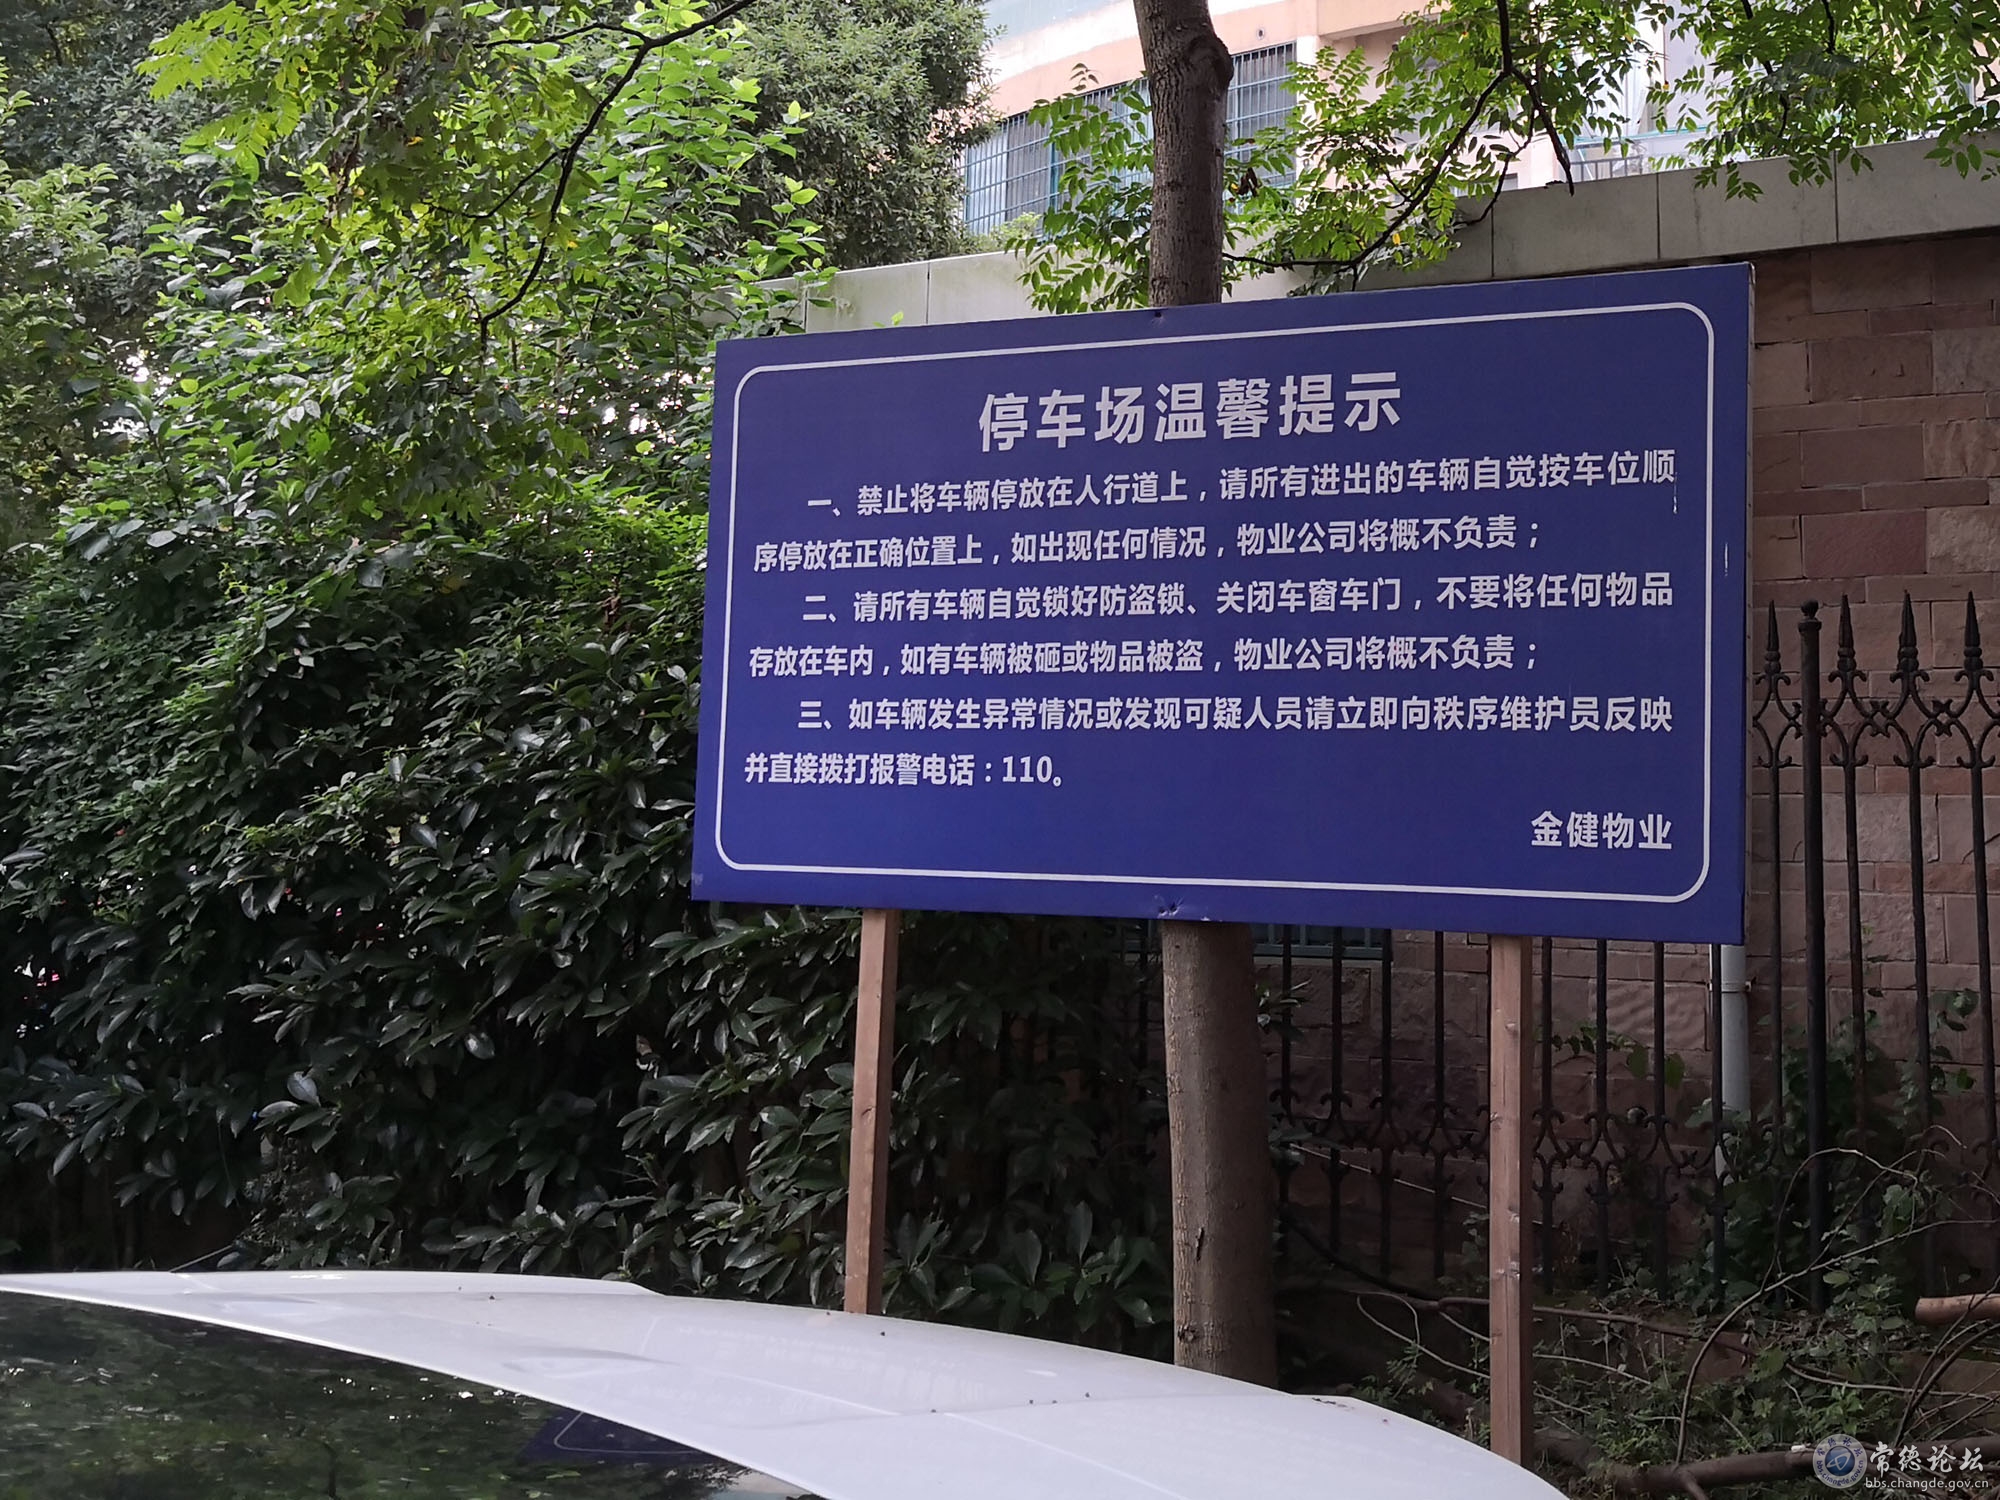 停车场温馨提示
一、禁止将车辆停放在人行道上，请所有进出的车辆自觉按车位顺
序停放在正确位置上，如出现任何情况，物业公司将概不负责；
二、请所有车辆自觉锁好防盗锁、关闭车窗车门，不要将任何物品
存放在车内，如有车辆被砸或物品被盗，物业公司将概不负责；
三、如车辆发生异常情况或发现可疑人员请立即向秩序维护员反映
并直接拨打报警电话：110。
金健物业
常德论坛
bbs.changde.gov.cn